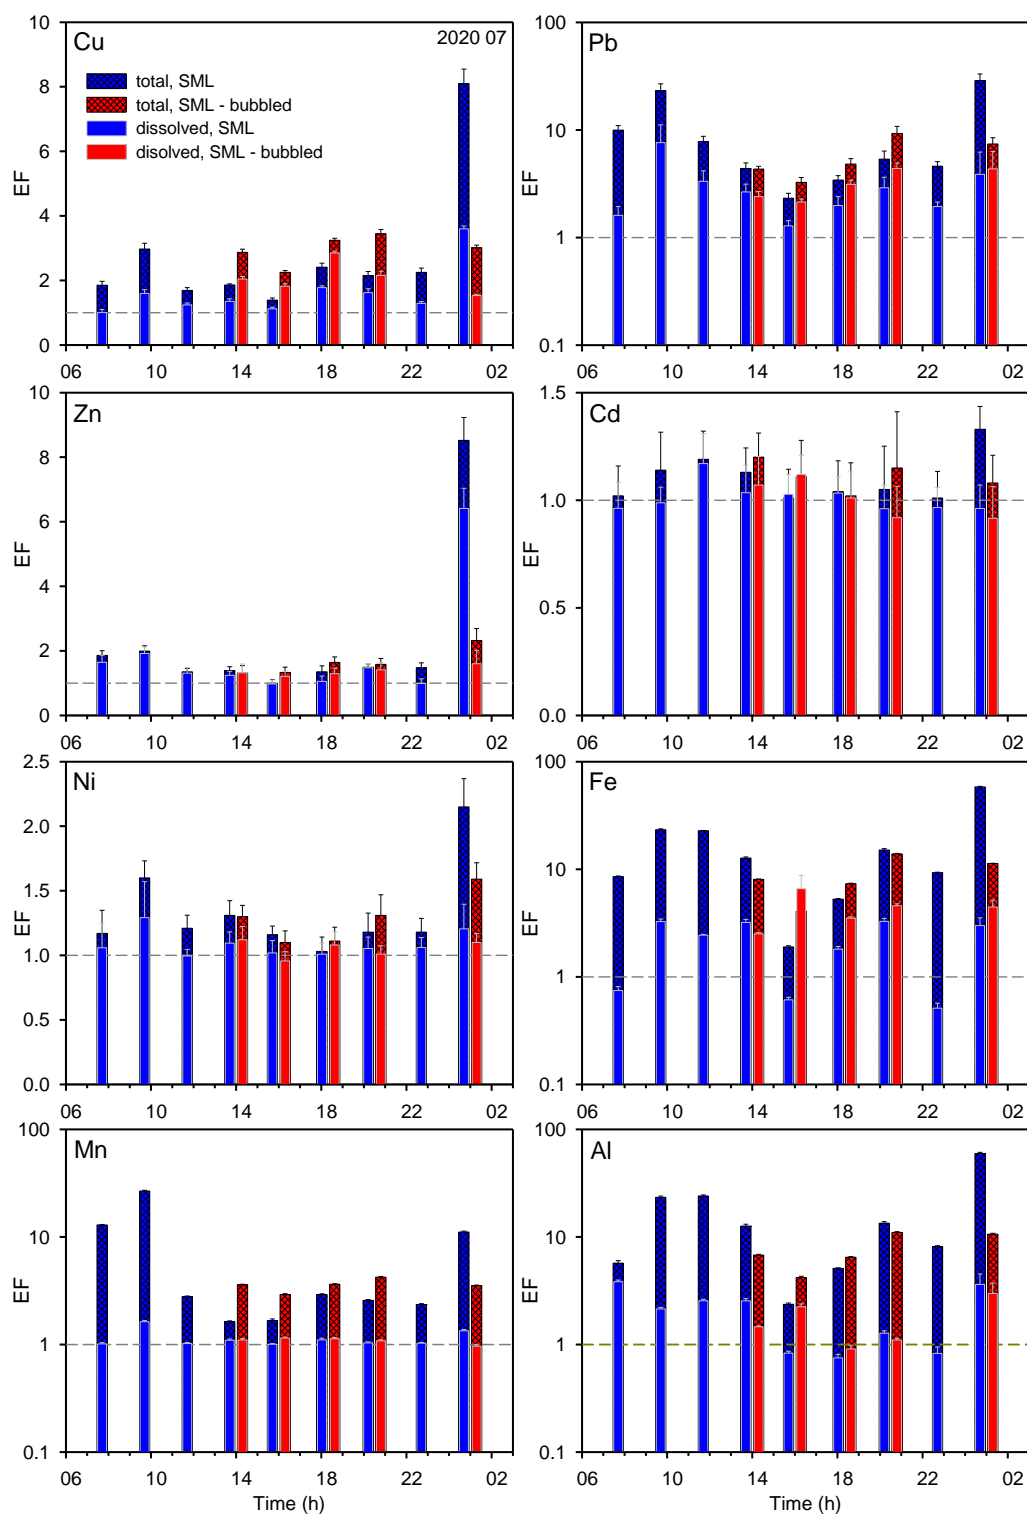 Cu
2020 07
total, SML
total, SML - bubbled
dissolved, SML
disolved, SML - bubbled
EF
10
8
6
4
2
0
06 10 14 18 22 02
Pb
EF
100
10
1
0.1
06 10 14 18 22 02
Zn
EF
10
8
6
4
2
0
06 10 14 18 22 02
Cd
EF
1.5
1.0
0.5
0.0
06 10 14 18 22 02
Ni
EF
2.5
2.0
1.5
1.0
0.5
0.0
06 10 14 18 22 02
Fe
EF
100
10
1
0.1
06 10 14 18 22 02
Mn
EF
100
10
1
0.1
06 10 14 18 22 02
Time (h)
Al
EF
100
10
1
0.1
06 10 14 18 22 02
Time (h)